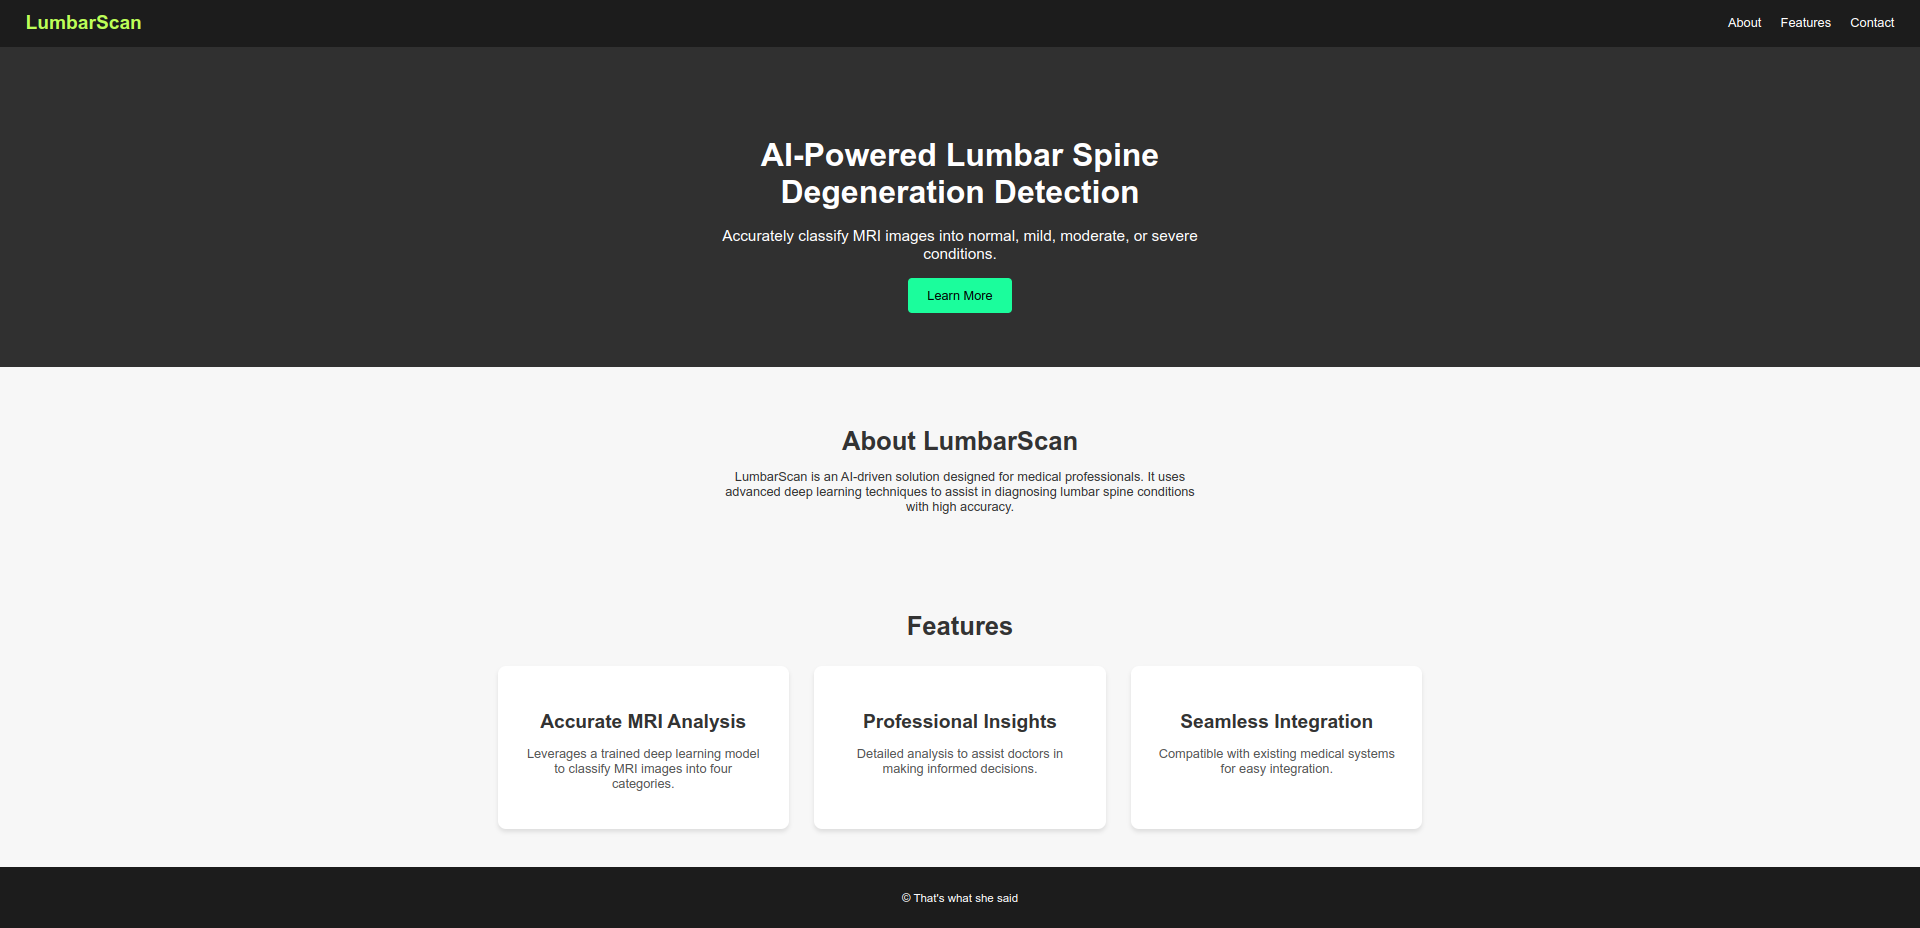 LumbarScan
About Features Contact
AI-Powered Lumbar Spine
Degeneration Detection
Accurately classify MRI images into normal, mild, moderate, or severe
conditions.
Learn More
About LumbarScan
LumbarScan is an AI-driven solution designed for medical professionals. It uses
advanced deep learning techniques to assist in diagnosing lumbar spine conditions
with high accuracy.
Features
Accurate MRI Analysis
Leverages a trained deep learning model
to classify MRI images into four
categories.
Professional Insights
Detailed analysis to assist doctors in
making informed decisions.
Seamless Integration
Compatible with existing medical systems
for easy integration.
© That's what she said